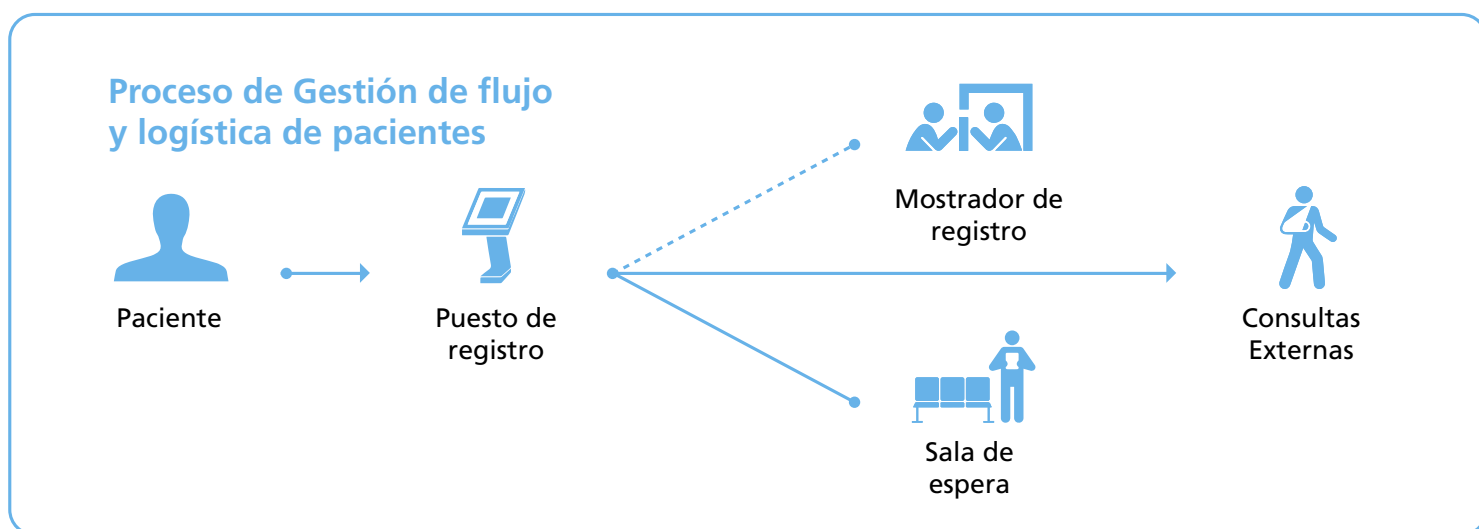 Proceso de Gestión de flujo
y logística de pacientes
Paciente
Puesto de
registro
Mostrador de
registro
Sala de
espera
Consultas
Externas